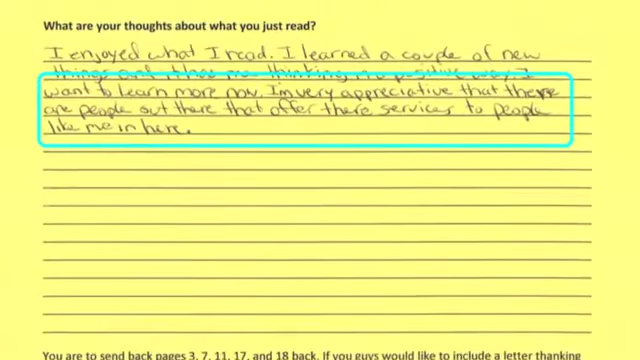 What are your thoughts about what you just read?
I enjoyed what I read. I learned a couple of new
things and it has me thinking in a positive way. I
want to learn more now. I'm very appreciative that there
are people out there that offer there services to people
like me in here.
You are to send back pages 3, 7, 11, 17, and 18 back. If you guys would like to include a letter thanking